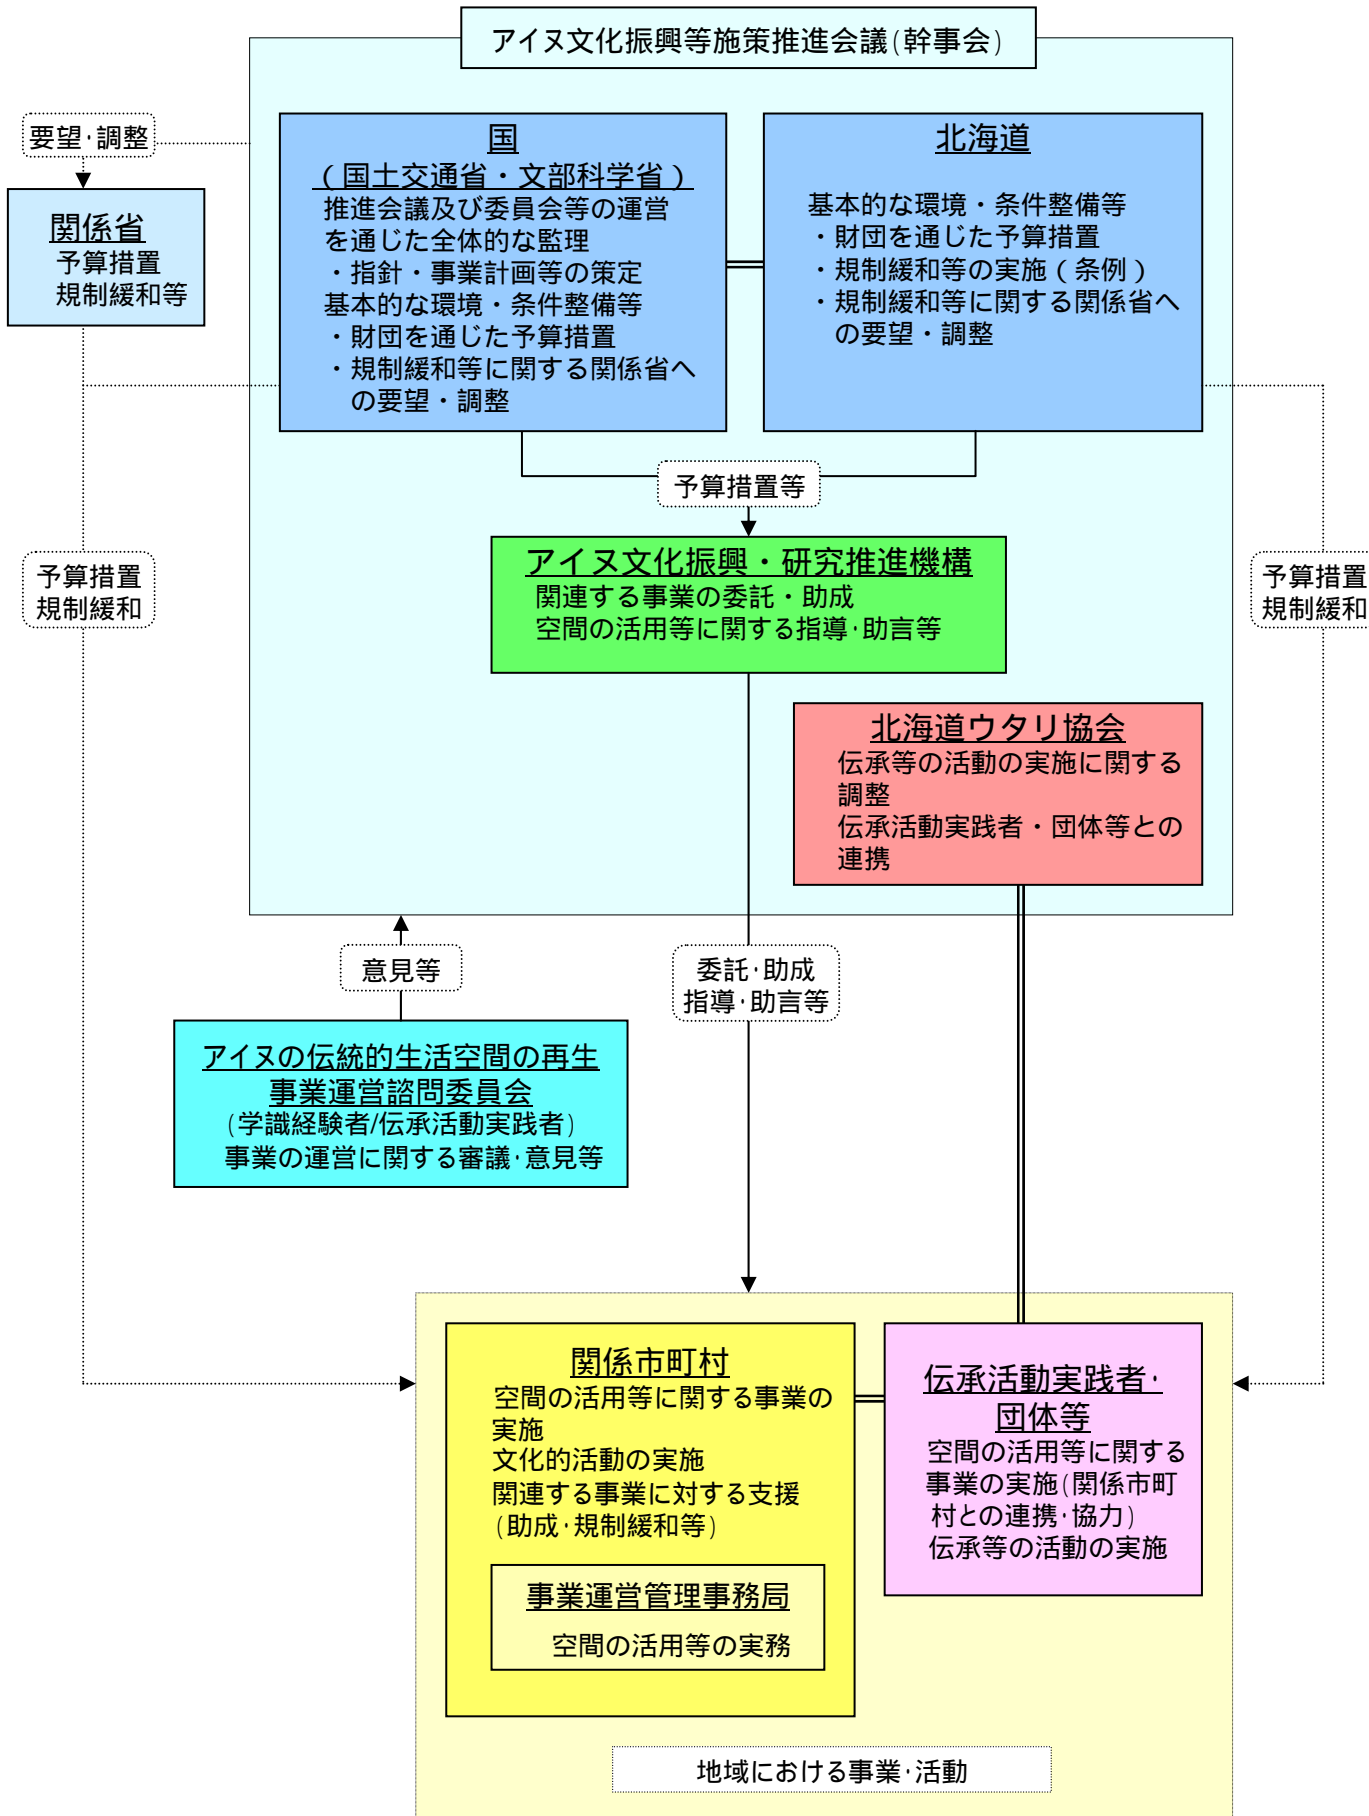 アイヌ文化振興等施策推進会議(幹事会)
要望･調整
関係省
予算措置
規制緩和等
国
(国土交通省・文部科学省)
推進会議及び委員会等の運営
を通じた全体的な監理
・指針・事業計画等の策定
基本的な環境・条件整備等
・財団を通じた予算措置
・規制緩和等に関する関係省へ
の要望・調整
北海道
基本的な環境・条件整備等
・財団を通じた予算措置
・規制緩和等の実施(条例)
・規制緩和等に関する関係省へ
の要望・調整
予算措置等
アイヌ文化振興・研究推進機構
関連する事業の委託・助成
空間の活用等に関する指導･助言等
予算措置
規制緩和
予算措置
規制緩和
北海道ウタリ協会
伝承等の活動の実施に関する
調整
伝承活動実践者・団体等との
連携
意見等
委託･助成
指導･助言等
アイヌの伝統的生活空間の再生
事業運営諮問委員会
(学識経験者/伝承活動実践者)
事業の運営に関する審議･意見等
関係市町村
空間の活用等に関する事業の
実施
文化的活動の実施
関連する事業に対する支援
(助成･規制緩和等)
事業運営管理事務局
空間の活用等の実務
伝承活動実践者･
団体等
空間の活用等に関する
事業の実施(関係市町
村との連携･協力)
伝承等の活動の実施
地域における事業･活動